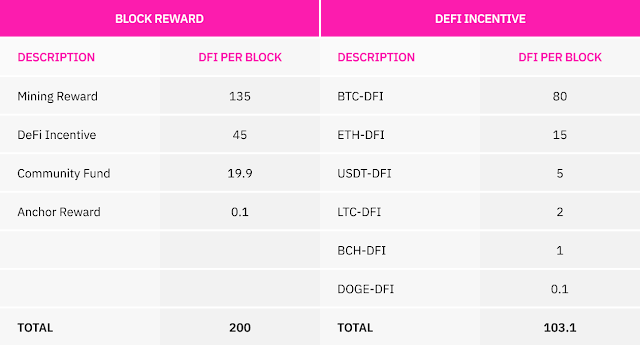 BLOCK REWARD DEFI INCENTIVE
DESCRIPTION DFI PER BLOCK DESCRIPTION DFI PER BLOCK
Mining Reward 135 BTC-DFI 80
DeFi Incentive 45 ETH-DFI 15
Community Fund 19.9 USDT-DFI 5
Anchor Reward 0.1 LTC-DFI 2
BCH-DFI 1
DOGE-DFI 0.1
TOTAL 200 TOTAL 103.1